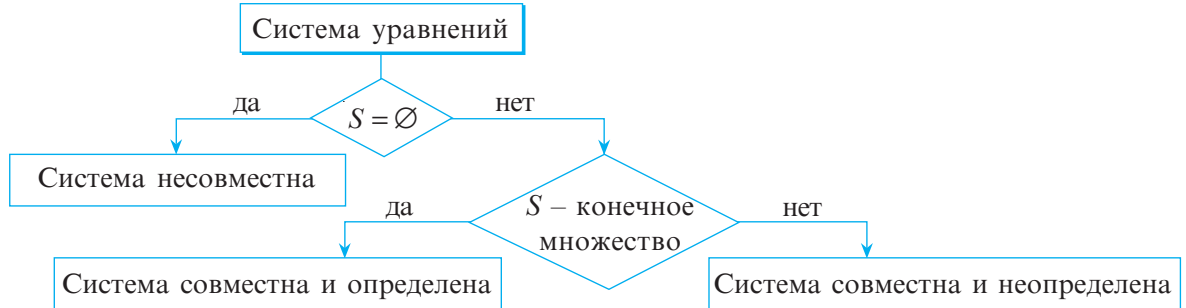 Система уравнений
да
S = ∅
нет
Система несовместна
да
S – конечное
множество
нет
Система совместна и определена
Система совместна и неопределена